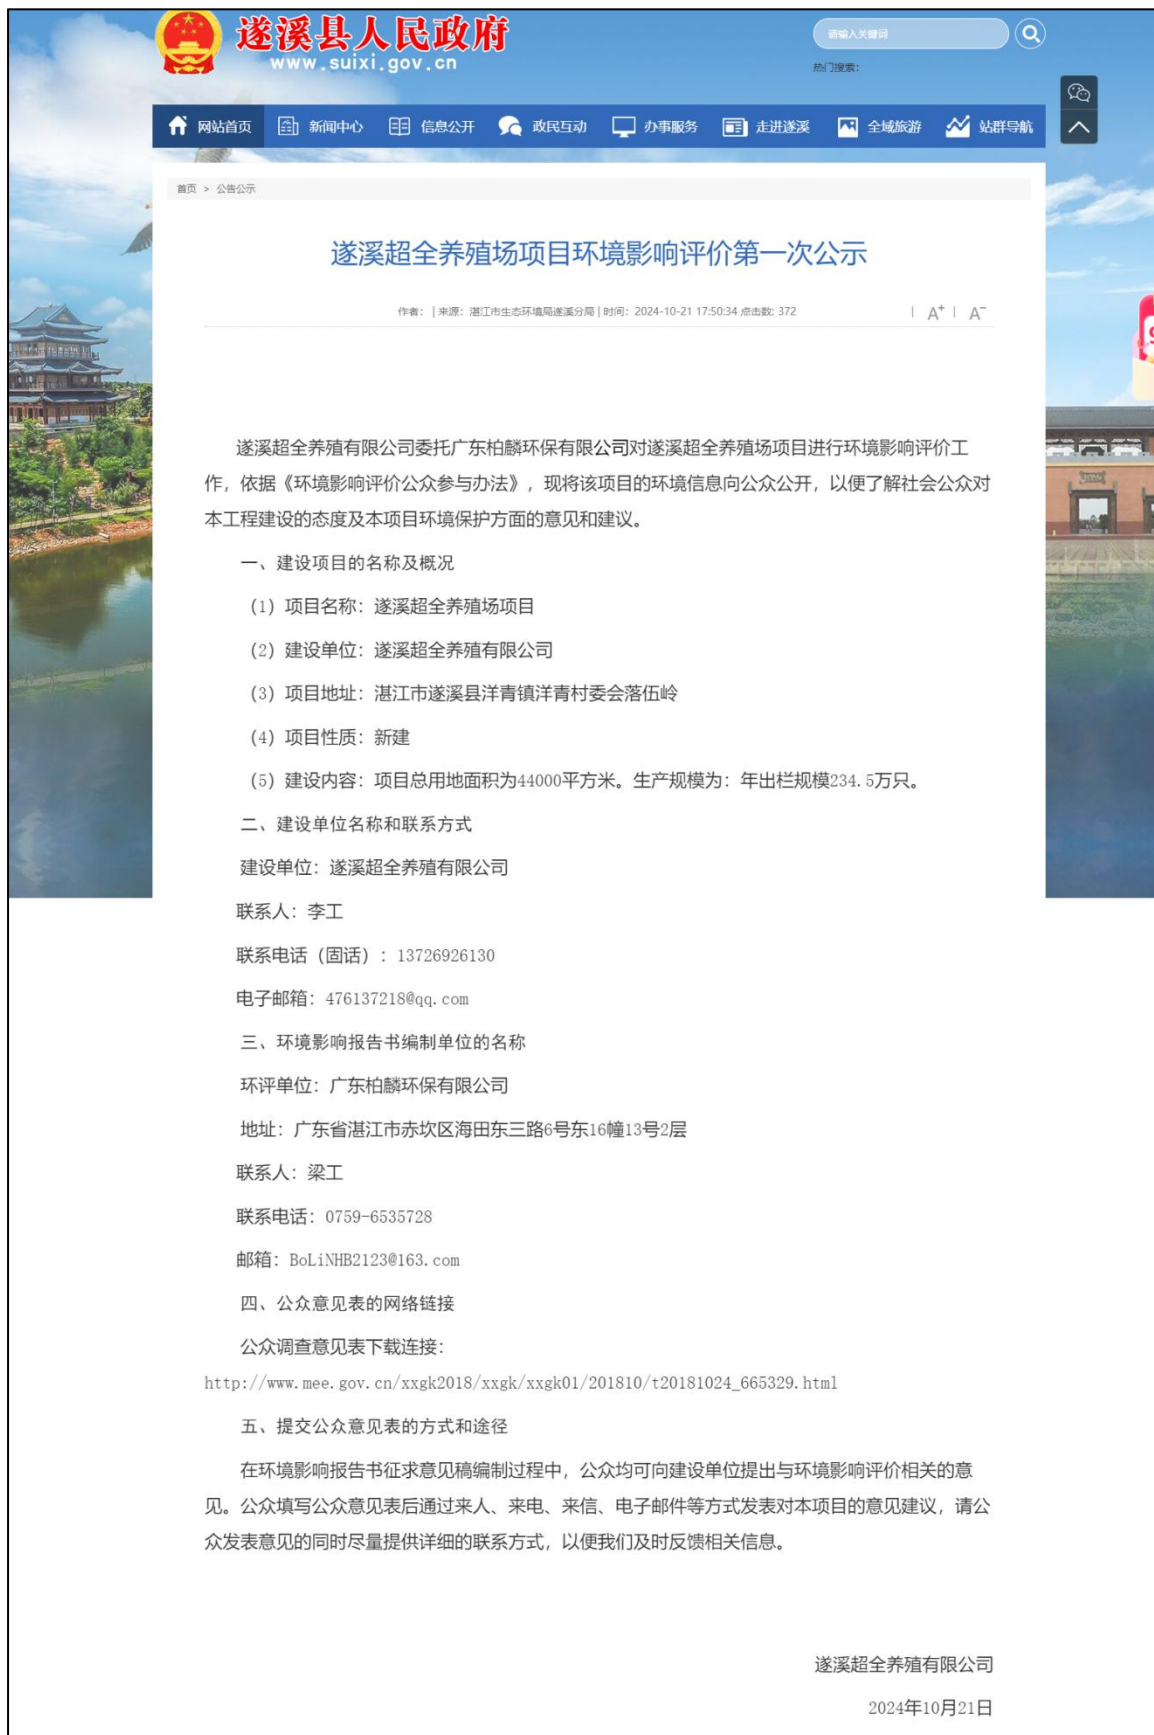 遂溪县人民政府
www.suixi.gov.cn
请输入关键词
热门搜索：
网站首页 新闻中心 信息公开 政民互动 办事服务 走进遂溪 全域旅游 站群导航
首页 > 公告公示
遂溪超全养殖场项目环境影响评价第一次公示
作者： | 来源：湛江市生态环境局遂溪分局 | 时间：2024-10-21 17:50:34 点击数: 372 | A+ | A-
遂溪超全养殖有限公司委托广东柏麟环保有限公司对遂溪超全养殖场项目进行环境影响评价工
作，依据《环境影响评价公众参与办法》，现将该项目的环境信息向公众公开，以便了解社会公众对
本工程建设的态度及本项目环境保护方面的意见和建议。
一、建设项目的名称及概况
（1）项目名称：遂溪超全养殖场项目
（2）建设单位：遂溪超全养殖有限公司
（3）项目地址：湛江市遂溪县洋青镇洋青村委会落伍岭
（4）项目性质：新建
（5）建设内容：项目总用地面积为44000平方米。生产规模为：年出栏规模234.5万只。
二、建设单位名称和联系方式
建设单位：遂溪超全养殖有限公司
联系人：李工
联系电话（固话）：13726926130
电子邮箱：476137218@qq.com
三、环境影响报告书编制单位的名称
环评单位：广东柏麟环保有限公司
地址：广东省湛江市赤坎区海田东三路6号东16幢13号2层
联系人：梁工
联系电话：0759-6535728
邮箱：BoLiNHB2123@163.com
四、公众意见表的网络链接
公众调查意见表下载连接：
http://www.mee.gov.cn/xxgk2018/xxgk/xxgk01/201810/t20181024_665329.html
五、提交公众意见表的方式和途径
在环境影响报告书征求意见稿编制过程中，公众均可向建设单位提出与环境影响评价相关的意
见。公众填写公众意见表后通过来人、来电、来信、电子邮件等方式发表对本项目的意见建议，请公
众发表意见的同时尽量提供详细的联系方式，以便我们及时反馈相关信息。
遂溪超全养殖有限公司
2024年10月21日